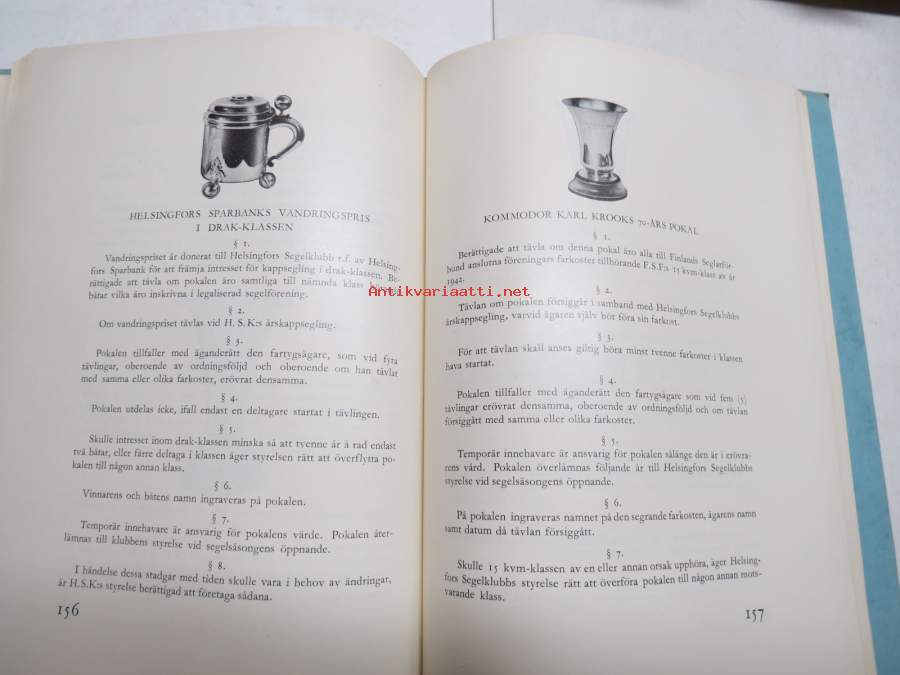 HELSINGFORS SPARBANKS VANDRINGSPRIS
I DRAK-KLASSEN
§ 1.
Vandringspriset är donerat till Helsingfors Segelklubb r.f. av Helsing-
fors Sparbank för att främja intresset för kappsegling i drak-klassen. Be-
rättigade att tävla om pokalen äro samtliga till nämnda klass
båtar vilka äro inskrivna i legaliserad segelförening.
§ 2.
Om vandringspriset tävlas vid H. S. K:s årskappsegling.
§ 3.
Pokalen tillfaller med äganderätt den fartygsägare, som vid fyra
tävlingar, oberoende av ordningsföljd och oberoende om han tävlat
med samma eller olika farkoster, erövrat densamma.
§ 4.
Pokalen utdelas icke, ifall endast en deltagare startat i tävlingen.
§ 5.
Skulle intresset inom drak-klassen minska så att tvenne år å rad endast
två båtar, eller färre deltaga i klassen äger styrelsen rätt att överflytta po-
kalen till någon annan klass.
§ 6.
Vinnarens och båtens namn ingraveras på pokalen.
§ 7.
Temporär innehavare är ansvarig för pokalens värde. Pokalen åter-
lämnas till klubbens styrelse vid segelsäsongens öppnande.
§ 8.
I händelse dessa stadgar med tiden skulle vara i behov av ändringar,
är H.S.K:s styrelse berättigad att företaga sådana.
156
KOMMODOR KARL KROOKS 70-ÅRS POKAL
§ 1.
Berättigade att tävla om denna pokal äro alla till Finlands Seglarför-
bund anslutna föreningars farkoster tillhörande F.S.F:s 15 kvm-klass av år
1942.
§ 2.
Tävlan om pokalen försiggår i samband med Helsingfors Segelklubbs
årskappsegling, varvid ägaren själv bör föra sin farkost.
§ 3.
För att tävlan skall anses giltig böra minst tvenne farkoster i klassen
hava startat.
§ 4.
Pokalen tillfaller med äganderätt den fartygsägare som vid fem (5)
tävlingar erövrat densamma, oberoende av ordningsföljd och om tävlan
försiggått med samma eller olika farkoster.
§ 5.
Temporär innehavare är ansvarig för pokalen sålänge den är i erövra-
rens vård. Pokalen överlämnas följande år till Helsingfors Segelklubbs
styrelse vid segelsäsongens öppnande.
§ 6.
På pokalen ingraveras namnet på den segrande farkosten, ägarens namn
samt datum då tävlan försiggått.
§ 7.
Skulle 15 kvm-klassen av en eller annan orsak upphöra, äger Helsing-
fors Segelklubbs styrelse rätt att överföra pokalen till någon annan mots-
varande klass.
157
Antikvariaatti.net